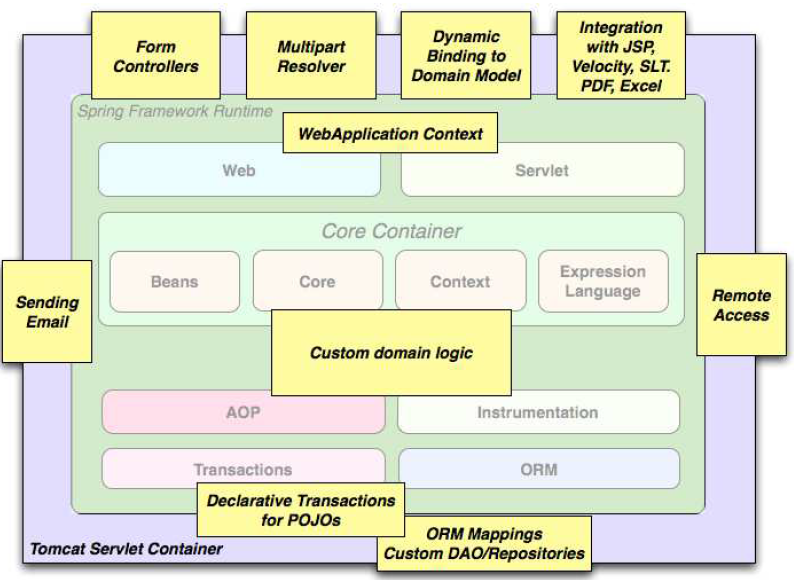 Form
Controllers
Multipart
Resolver
Dynamic
Binding to
Domain Model
Integration
with JSP,
Velocity, SLT.
PDF, Excel
Spring Framework Runtime
WebApplication Context
Web
Servlet
Core Container
Beans
Core
Context
Expression
Language
Sending
Email
Remote
Access
Custom domain logic
AOP
Instrumentation
Transactions
ORM
Declarative Transactions
for POJOs
ORM Mappings
Custom DAO/Repositories
Tomcat Servlet Container